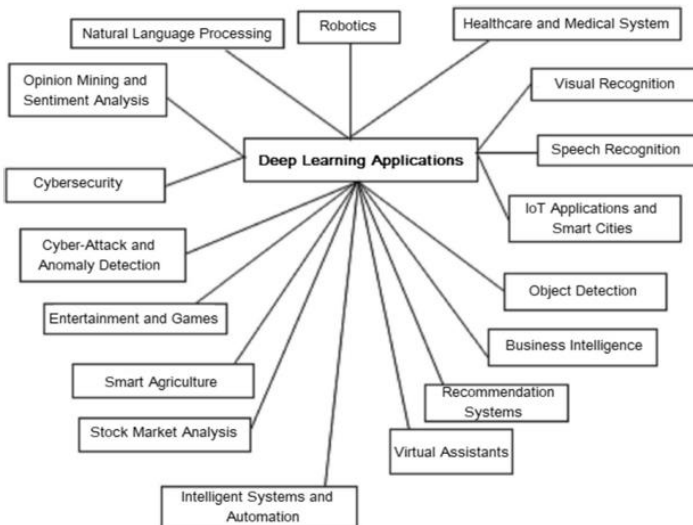 Natural Language Processing
Robotics
Healthcare and Medical System
Opinion Mining and
Sentiment Analysis
Visual Recognition
Deep Learning Applications
Speech Recognition
Cybersecurity
IoT Applications and
Smart Cities
Cyber-Attack and
Anomaly Detection
Object Detection
Entertainment and Games
Business Intelligence
Smart Agriculture
Recommendation
Systems
Stock Market Analysis
Virtual Assistants
Intelligent Systems and
Automation